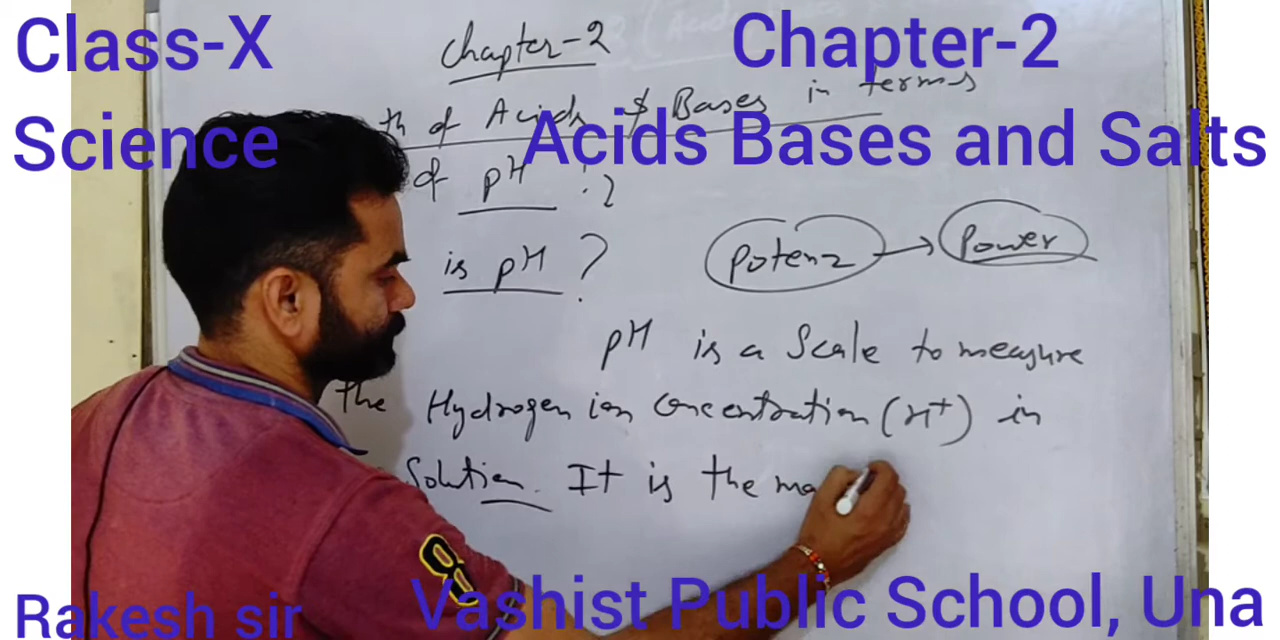 Class-X
Chapter-2
Science
Acids Bases and Salts
Chapter-2
th of Acids & Bases in terms
of pH ?
is pH ?
Potenz → Power
pH is a Scale to measure
the Hydrogen ion Concentration (H+) in
Solution. It is the
8
Rakesh sir
Vashist Public School, Una